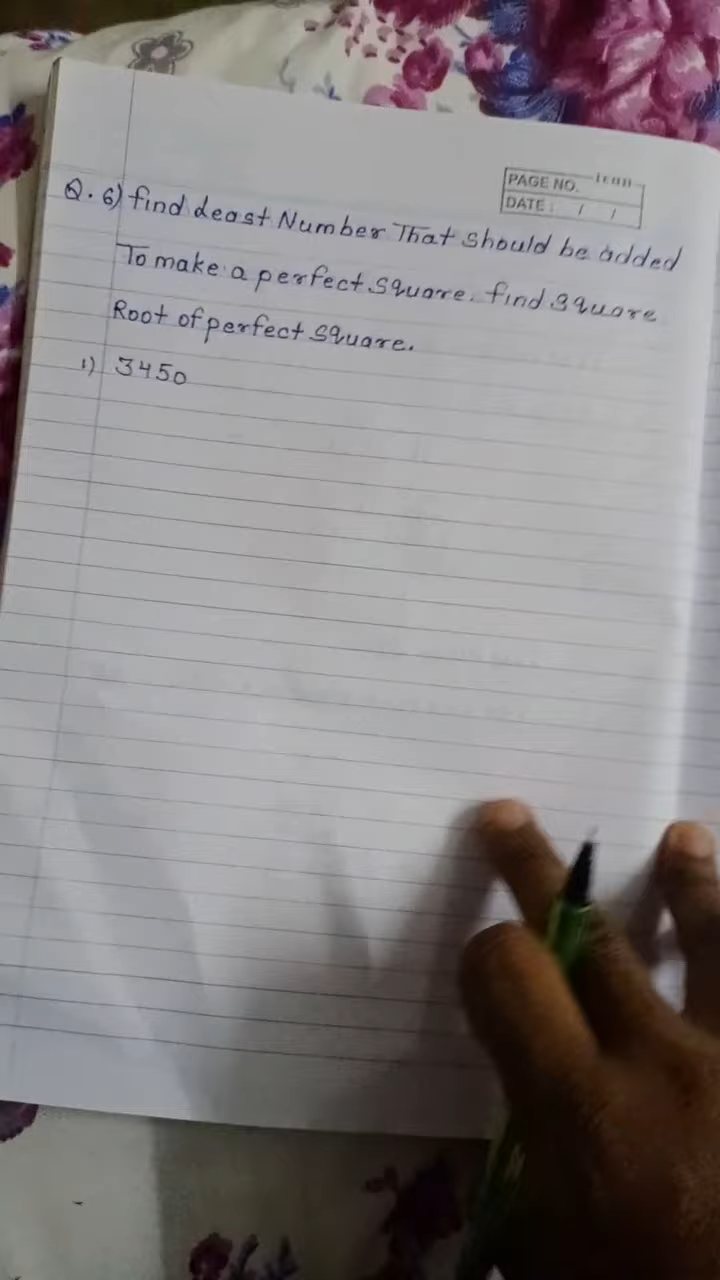 PAGE NO.
DATE : / /
Q. 6) find Least Number That should be added
To make a perfect square. find square
Root of perfect square.
1) 3450